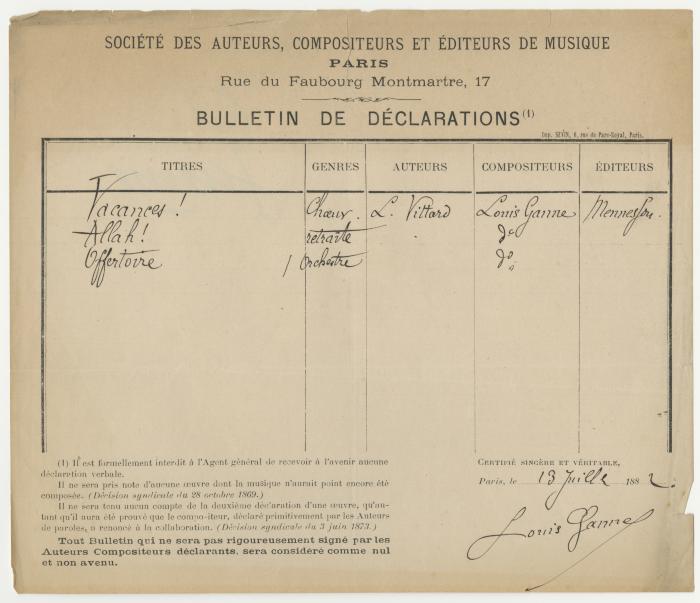 SOCIÉTÉ DES AUTEURS, COMPOSITEURS ET ÉDITEURS DE MUSIQUE
PARIS
Rue du Faubourg Montmartre, 17
BULLETIN DE DÉCLARATIONS (1)
Imp. SEVIN, 6, rue du Parc-Royal, Paris.
TITRES GENRES AUTEURS COMPOSITEURS ÉDITEURS
Vacances ! Chœur. L. Vittard Louis Ganne Mennesson.
Allah ! retraite do
Offertoire / Orchestre do
(1) Il est formellement interdit à l'Agent général de recevoir à l'avenir aucune
déclaration verbale.
Il ne sera pris note d'aucune œuvre dont la musique n'aurait point encore été
composée. (Décision syndicale du 28 octobre 1869.)
Il ne sera tenu aucun compte de la deuxième déclaration d'une œuvre, qu'au-
tant qu'il aura été prouvé que le compositeur, déclaré primitivement par les Auteurs
de paroles, a renoncé à la collaboration. (Décision syndicale du 3 juin 1873.)
Tout Bulletin qui ne sera pas rigoureusement signé par les
Auteurs Compositeurs déclarants, sera considéré comme nul
et non avenu.
CERTIFIÉ SINCÈRE ET VÉRITABLE,
Paris, le 13 Juillet 1882.
Louis Ganne